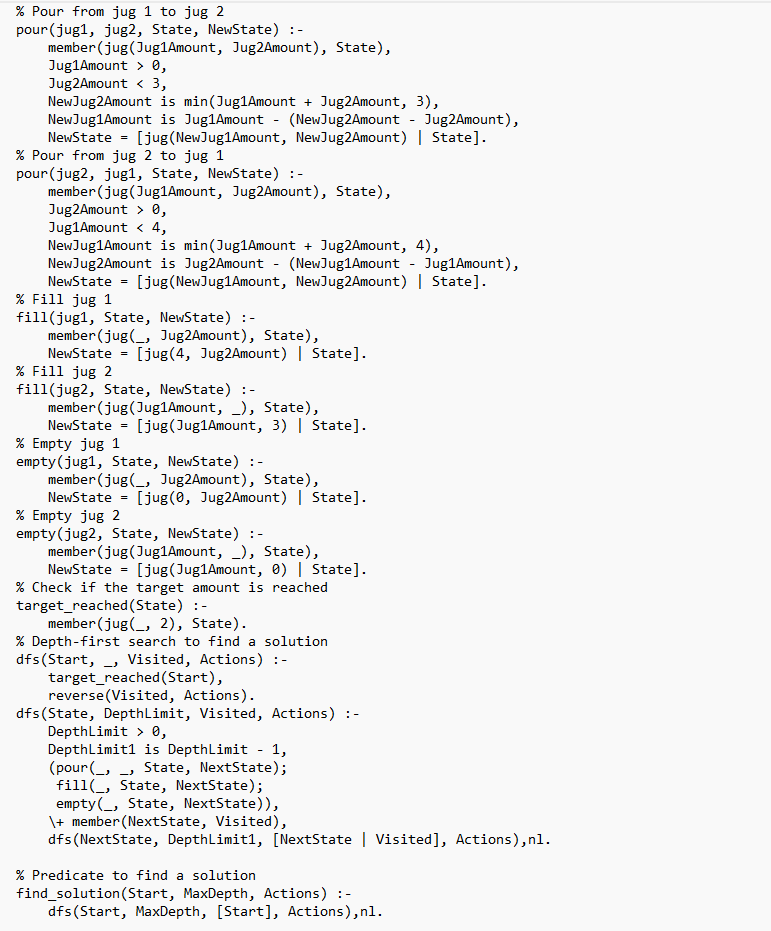 % Pour from jug 1 to jug 2
pour(jug1, jug2, State, NewState) :-
    member(jug(Jug1Amount, Jug2Amount), State),
    Jug1Amount > 0,
    Jug2Amount < 3,
    NewJug2Amount is min(Jug1Amount + Jug2Amount, 3),
    NewJug1Amount is Jug1Amount - (NewJug2Amount - Jug2Amount),
    NewState = [jug(NewJug1Amount, NewJug2Amount) | State].
% Pour from jug 2 to jug 1
pour(jug2, jug1, State, NewState) :-
    member(jug(Jug1Amount, Jug2Amount), State),
    Jug2Amount > 0,
    Jug1Amount < 4,
    NewJug1Amount is min(Jug1Amount + Jug2Amount, 4),
    NewJug2Amount is Jug2Amount - (NewJug1Amount - Jug1Amount),
    NewState = [jug(NewJug1Amount, NewJug2Amount) | State].
% Fill jug 1
fill(jug1, State, NewState) :-
    member(jug(_, Jug2Amount), State),
    NewState = [jug(4, Jug2Amount) | State].
% Fill jug 2
fill(jug2, State, NewState) :-
    member(jug(Jug1Amount, _), State),
    NewState = [jug(Jug1Amount, 3) | State].
% Empty jug 1
empty(jug1, State, NewState) :-
    member(jug(_, Jug2Amount), State),
    NewState = [jug(0, Jug2Amount) | State].
% Empty jug 2
empty(jug2, State, NewState) :-
    member(jug(Jug1Amount, _), State),
    NewState = [jug(Jug1Amount, 0) | State].
% Check if the target amount is reached
target_reached(State) :-
    member(jug(_, 2), State).
% Depth-first search to find a solution
dfs(Start, _, Visited, Actions) :-
    target_reached(Start),
    reverse(Visited, Actions).
dfs(State, DepthLimit, Visited, Actions) :-
    DepthLimit > 0,
    DepthLimit1 is DepthLimit - 1,
    (pour(_, _, State, NextState);
     fill(_, State, NextState);
     empty(_, State, NextState)),
    \+ member(NextState, Visited),
    dfs(NextState, DepthLimit1, [NextState | Visited], Actions),nl.

% Predicate to find a solution
find_solution(Start, MaxDepth, Actions) :-
    dfs(Start, MaxDepth, [Start], Actions),nl.